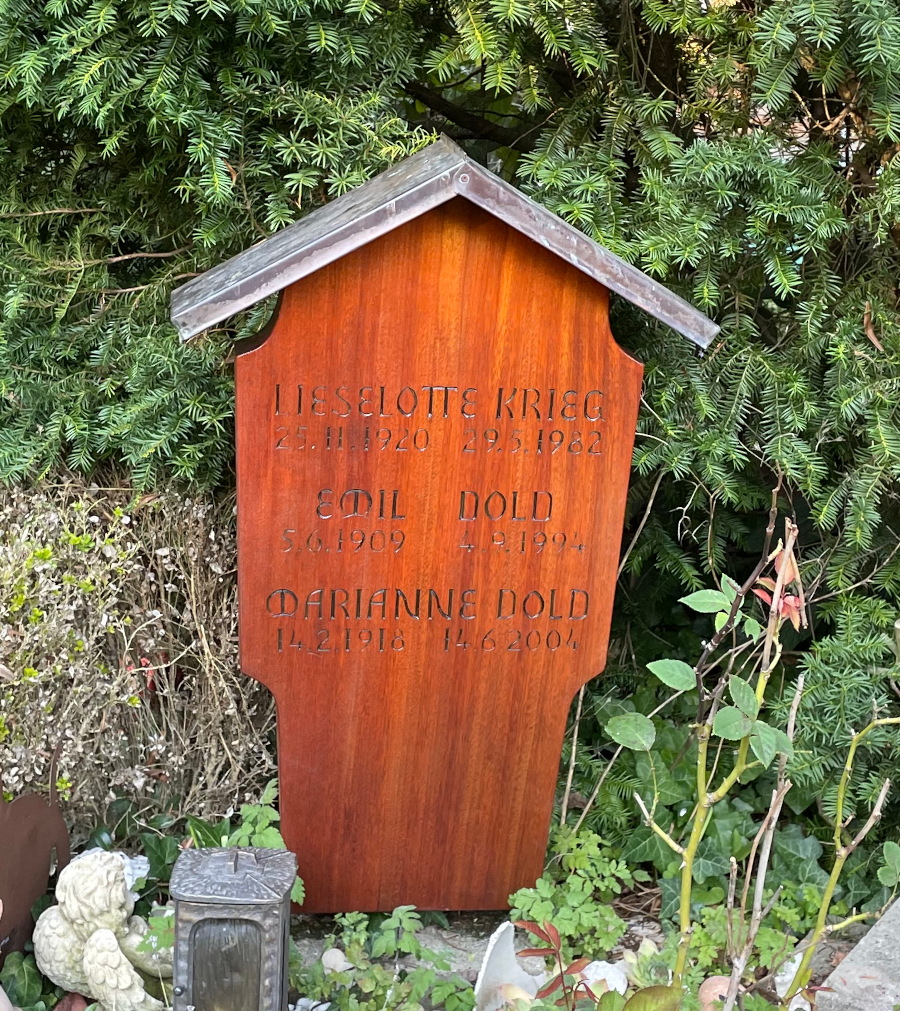 LIESELOTTE KRIEG
25.11.1920 29.5.1982
EMIL DOLD
5.6.1909 4.9.1994
MARIANNE DOLD
14.2.1918 14.6.2004